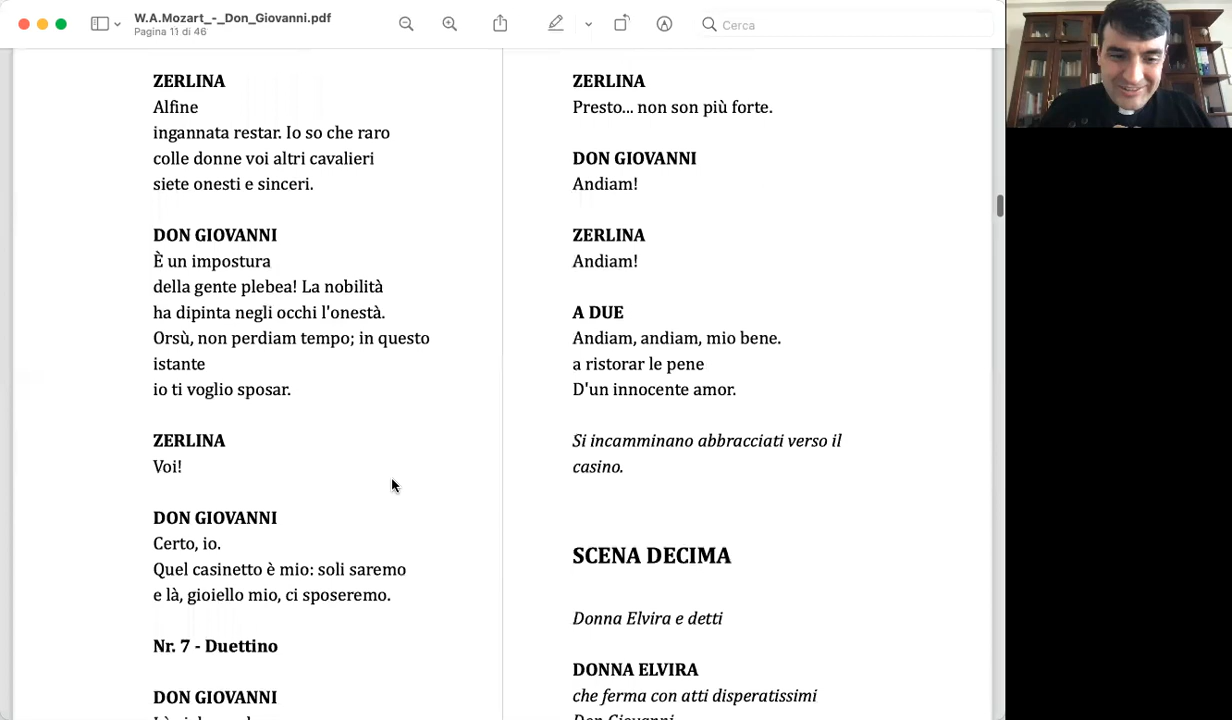 W.A.Mozart_-_Don_Giovanni.pdf
Pagina 11 di 46
Cerca
ZERLINA
Alfine
ingannata restar. Io so che raro
colle donne voi altri cavalieri
siete onesti e sinceri.
DON GIOVANNI
È un impostura
della gente plebea! La nobilità
ha dipinta negli occhi l'onestà.
Orsù, non perdiam tempo; in questo
istante
io ti voglio sposar.
ZERLINA
Voi!
DON GIOVANNI
Certo, io.
Quel casinetto è mio: soli saremo
e là, gioiello mio, ci sposeremo.
Nr. 7 - Duettino
DON GIOVANNI
ZERLINA
Presto... non son più forte.
DON GIOVANNI
Andiam!
ZERLINA
Andiam!
A DUE
Andiam, andiam, mio bene.
a ristorar le pene
D'un innocente amor.
Si incamminano abbracciati verso il
casino.
SCENA DECIMA
Donna Elvira e detti
DONNA ELVIRA
che ferma con atti disperatissimi
Don Giovanni